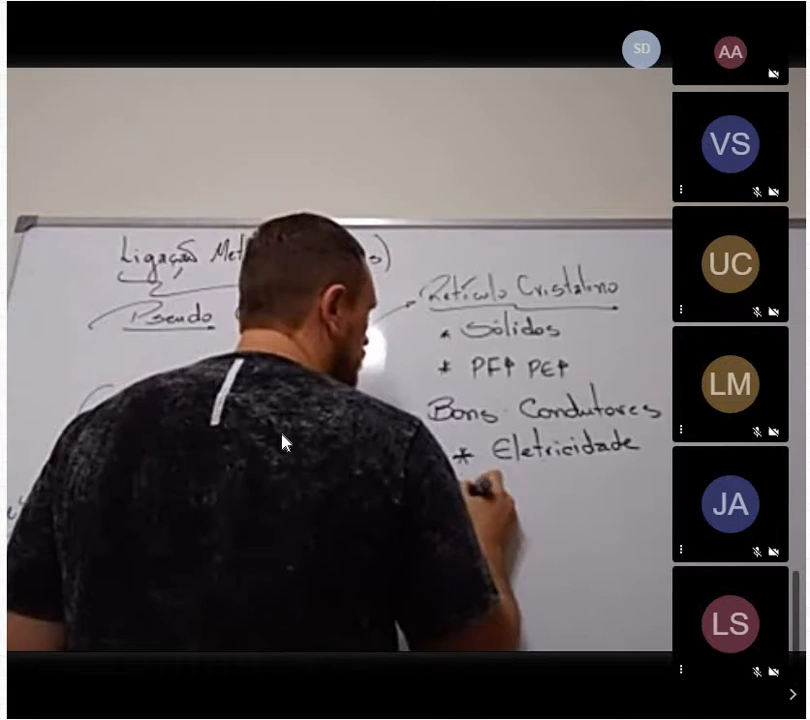 SD
AA
Ligação Met s)
Pseudo
Retículo Cristalino
* Sólidos
* PF↑ PE↑
Bons Condutores
* Eletricidade
VS
UC
LM
JA
LS